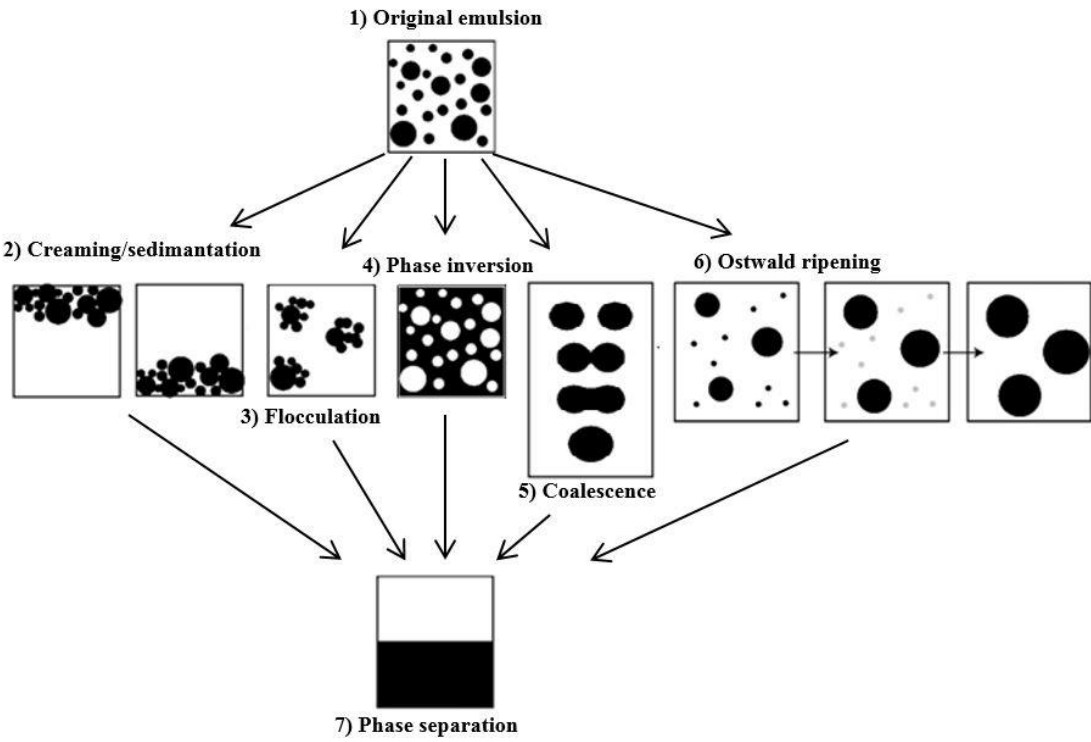 1) Original emulsion
2) Creaming/sedimantation
4) Phase inversion
6) Ostwald ripening
3) Flocculation
5) Coalescence
7) Phase separation